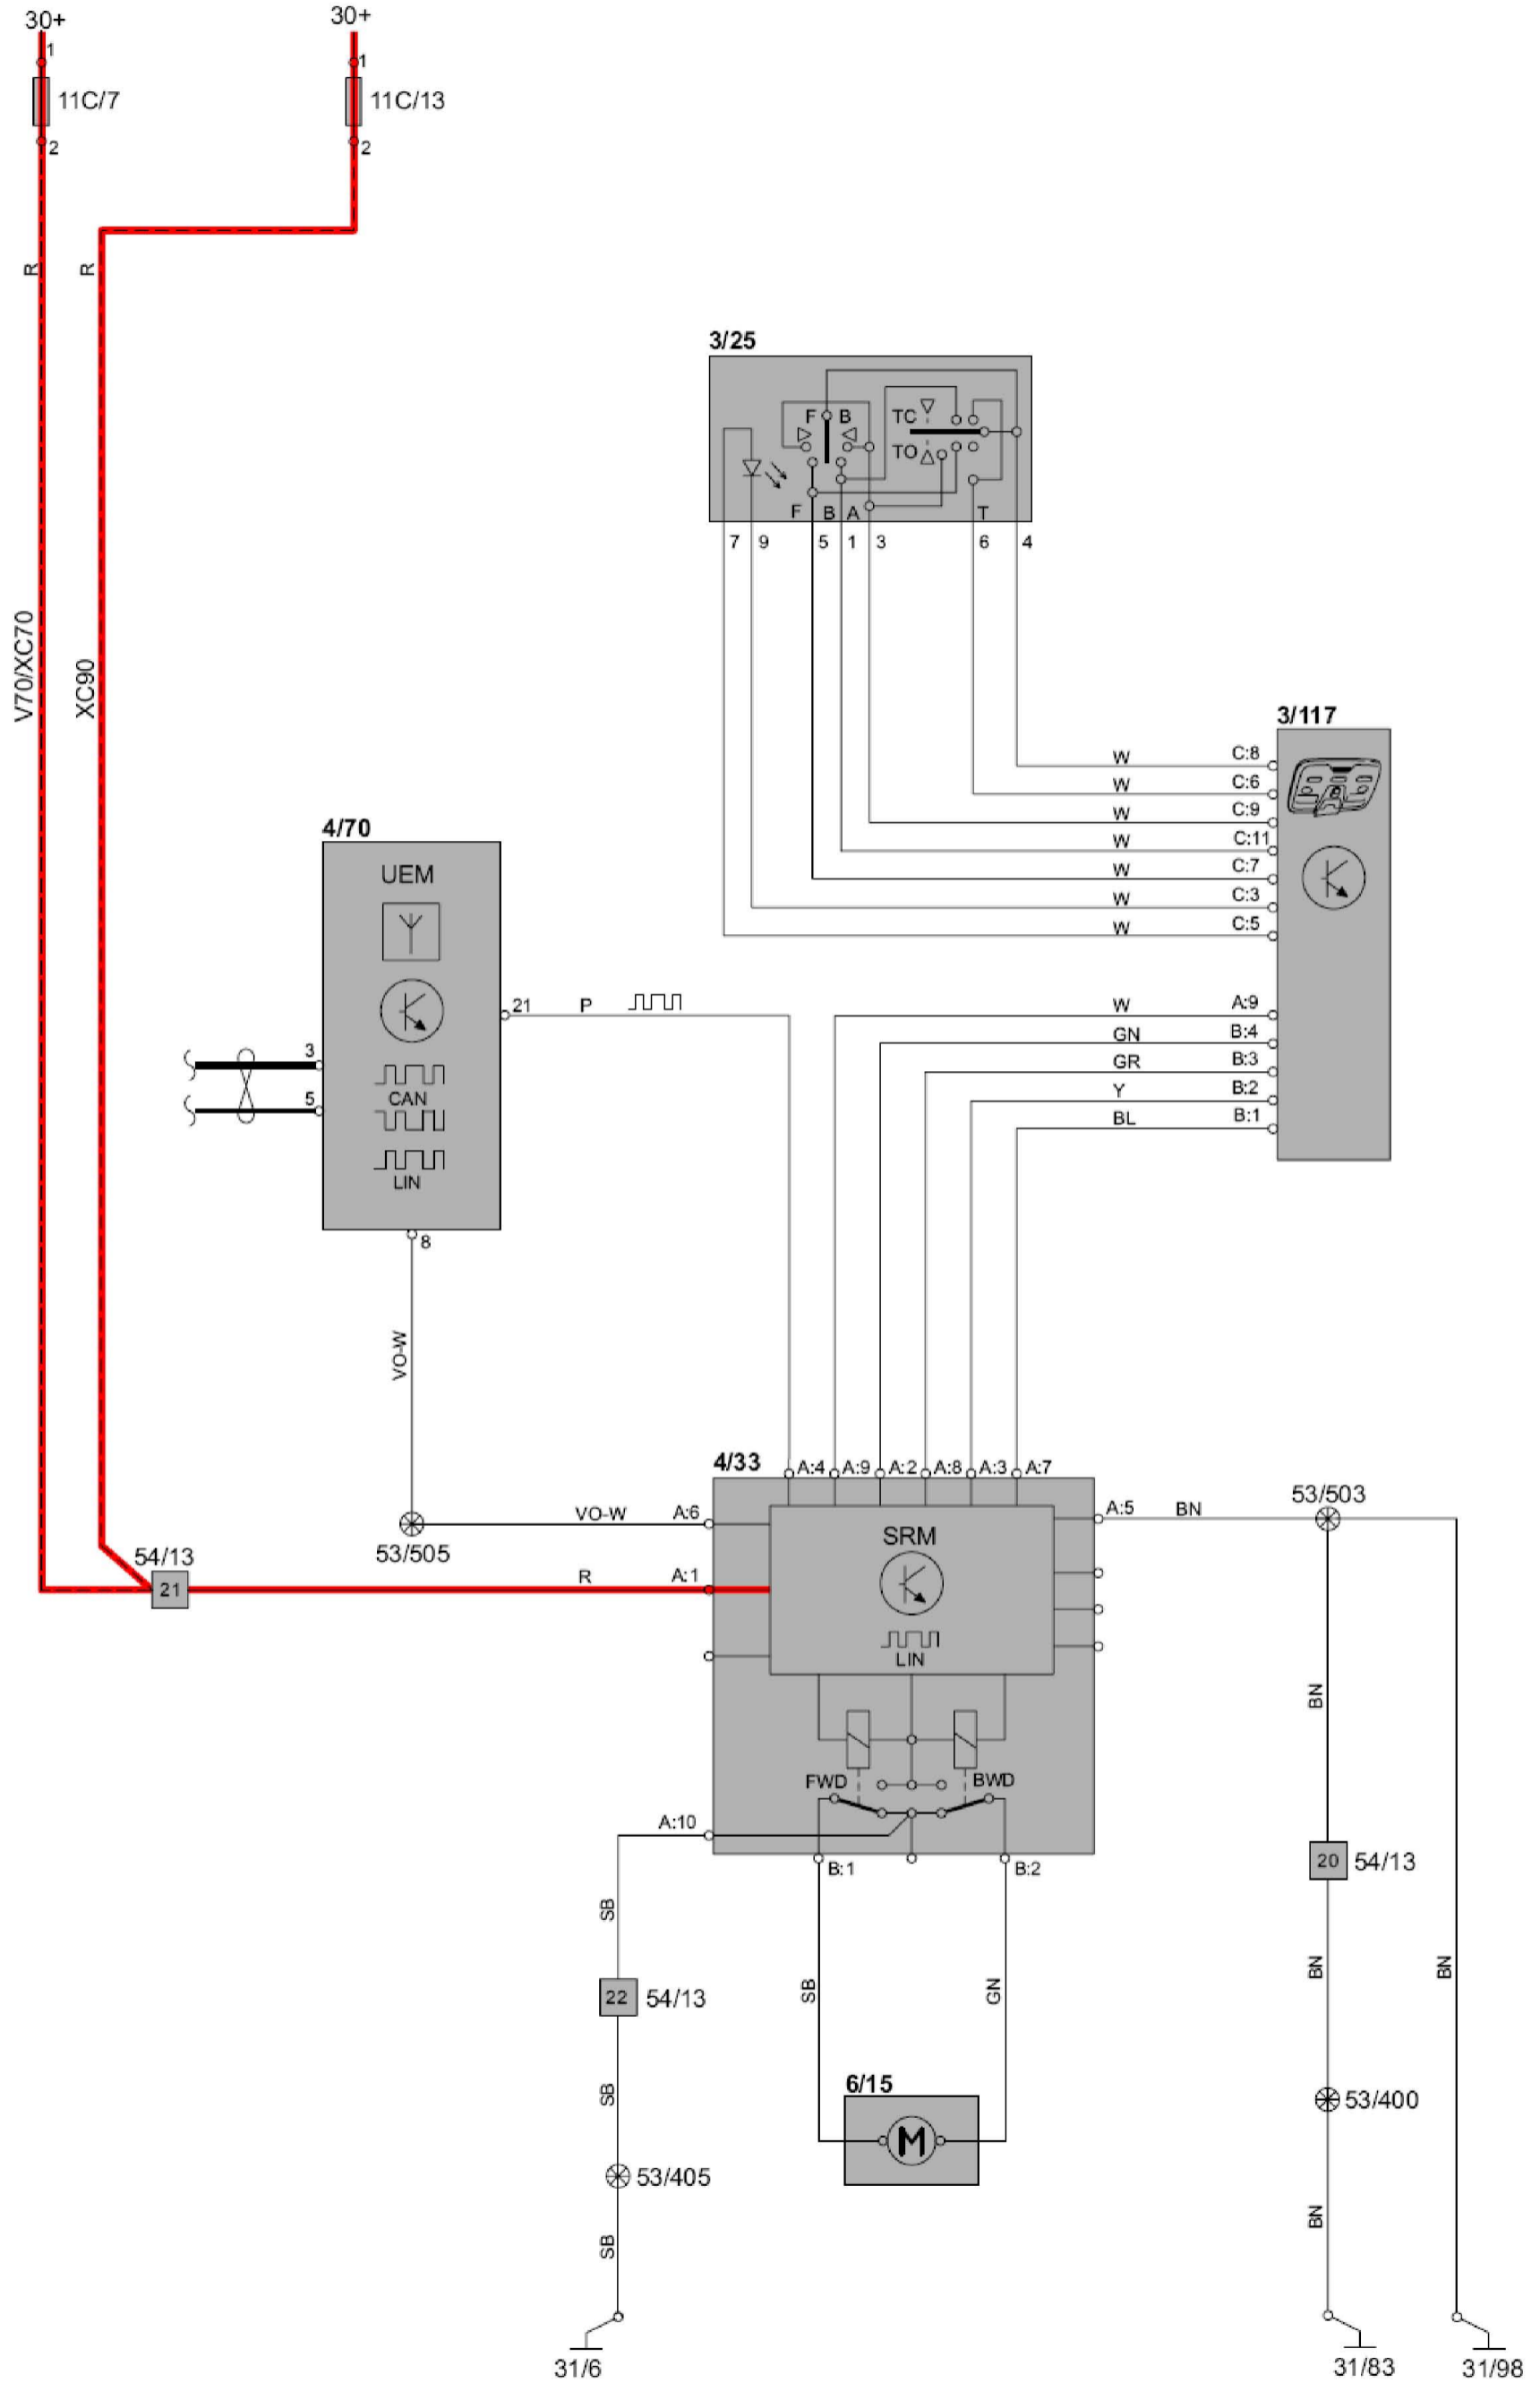 30+
30+
1
1
11C/7
11C/13
2
2
R
R
3/25
F
B
TC
TO
F
B
A
T
7
9
5
1
3
6
4
V70/XC70
XC90
3/117
W
C:8
W
C:6
W
C:9
W
C:11
W
C:7
W
C:3
W
C:5
4/70
UEM
21
P
W
A:9
GN
B:4
GR
B:3
Y
B:2
BL
B:1
3
CAN
5
LIN
8
VO-W
4/33
A:4
A:9
A:2
A:8
A:3
A:7
VO-W
A:6
53/505
A:5
BN
53/503
SRM
54/13
21
R
A:1
LIN
BN
FWD
BWD
A:10
B:1
B:2
20
54/13
SB
SB
GN
BN
BN
22
54/13
6/15
M
SB
53/400
53/405
BN
SB
31/6
31/83
31/98